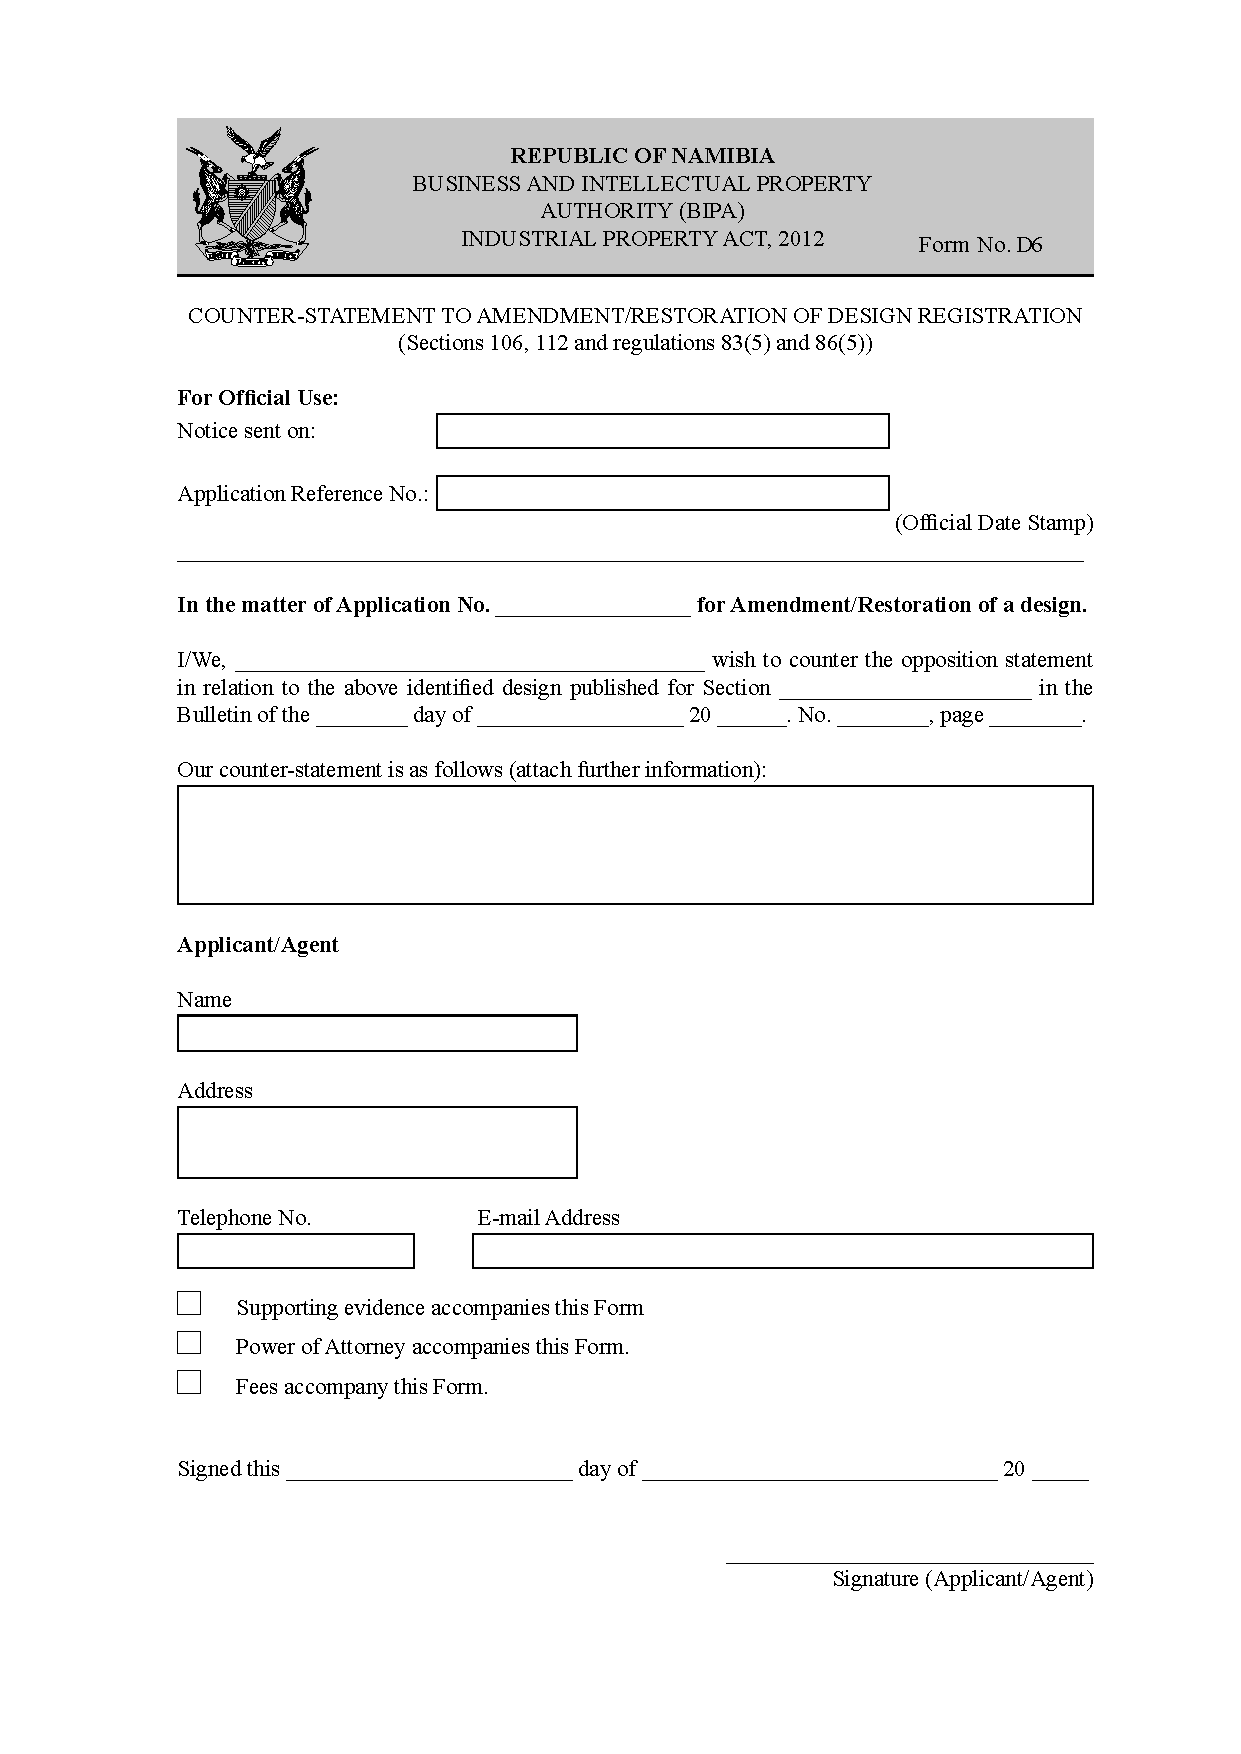 REPUBLIC OF NAMIBIA
BUSINESS AND INTELLECTUAL PROPERTY
AUTHORITY (BIPA)
INDUSTRIAL PROPERTY ACT, 2012
Form No. D6
COUNTER-STATEMENT TO AMENDMENT/RESTORATION OF DESIGN REGISTRATION
(Sections 106, 112 and regulations 83(5) and 86(5))
For Official Use:
Notice sent on:
Application Reference No.:
(Official Date Stamp)
In the matter of Application No. _________________ for Amendment/Restoration of a design.
I/We, _________________________________________ wish to counter the opposition statement
in relation to the above identified design published for Section ______________________ in the
Bulletin of the ________ day of __________________ 20 ______. No. ________, page ________.
Our counter-statement is as follows (attach further information):
Applicant/Agent
Name
Address
Telephone No. E-mail Address
Supporting evidence accompanies this Form
Power of Attorney accompanies this Form.
Fees accompany this Form.
Signed this _________________________ day of _______________________________ 20 _____
Signature (Applicant/Agent)